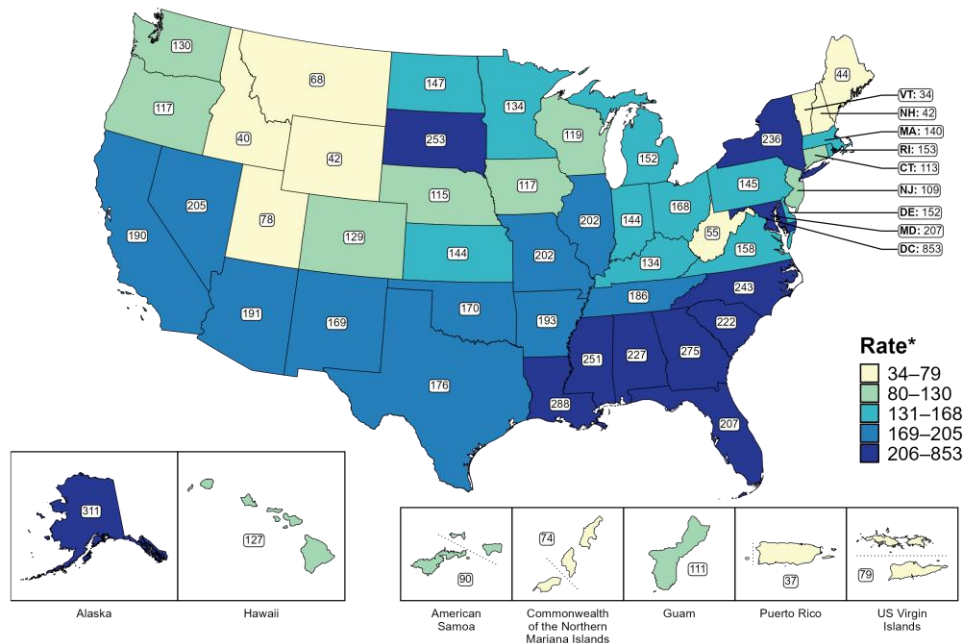 130
117
68
40
42
147
253
134
119
152
236
44
VT: 34
NH: 42
MA: 140
RI: 153
CT: 113
NJ: 109
DE: 152
MD: 207
DC: 853
190
205
78
129
115
117
144
202
202
144
168
145
55
158
134
191
169
170
193
186
243
222
176
288
251
227
275
207
Rate*
34–79
80–130
131–168
169–205
206–853
311
127
90
74
111
37
79
Alaska
Hawaii
American
Samoa
Commonwealth
of the Northern
Mariana Islands
Guam
Puerto Rico
US Virgin
Islands